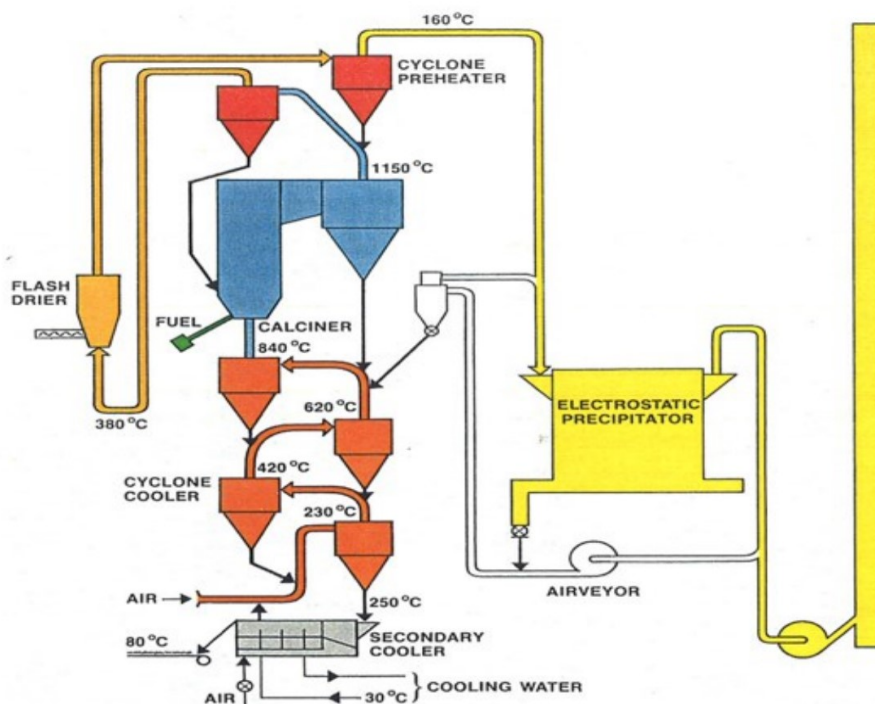 160 °C
CYCLONE
PREHEATER
1150 °C
FLASH
DRIER
FUEL
CALCINER
840 °C
380 °C
620 °C
ELECTROSTATIC
PRECIPITATOR
420 °C
CYCLONE
COOLER
230 °C
AIR
AIRVEYOR
250 °C
80 °C
SECONDARY
COOLER
COOLING WATER
AIR
30 °C